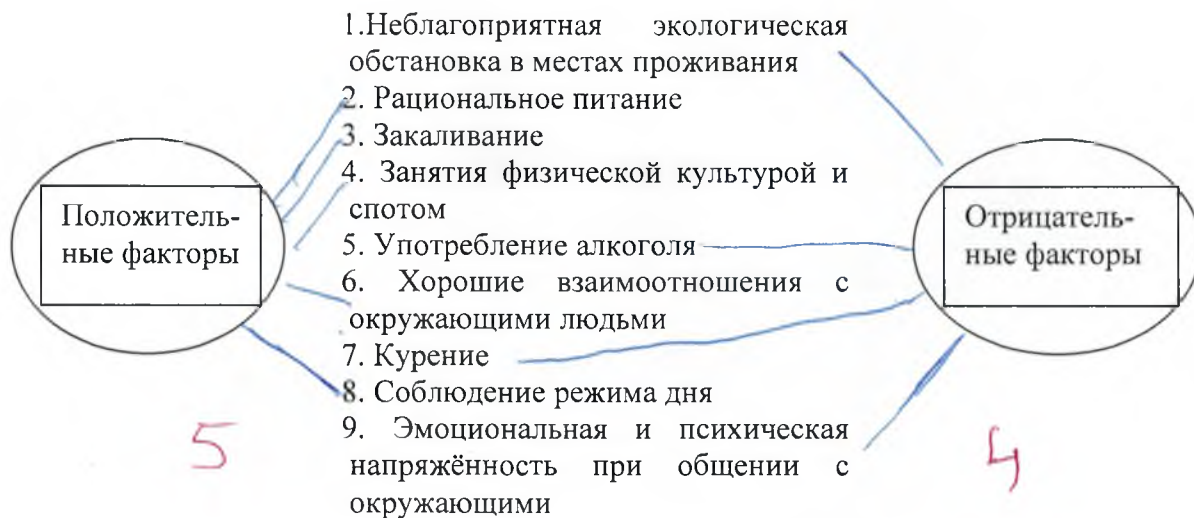 1.Неблагоприятная экологическая
обстановка в местах проживания
2. Рациональное питание
3. Закаливание
4. Занятия физической культурой и
спотом
5. Употребление алкоголя
6. Хорошие взаимоотношения с
окружающими людьми
7. Курение
8. Соблюдение режима дня
9. Эмоциональная и психическая
напряжённость при общении с
окружающими
Положитель-
ные факторы
Отрицатель-
ные факторы
5
4